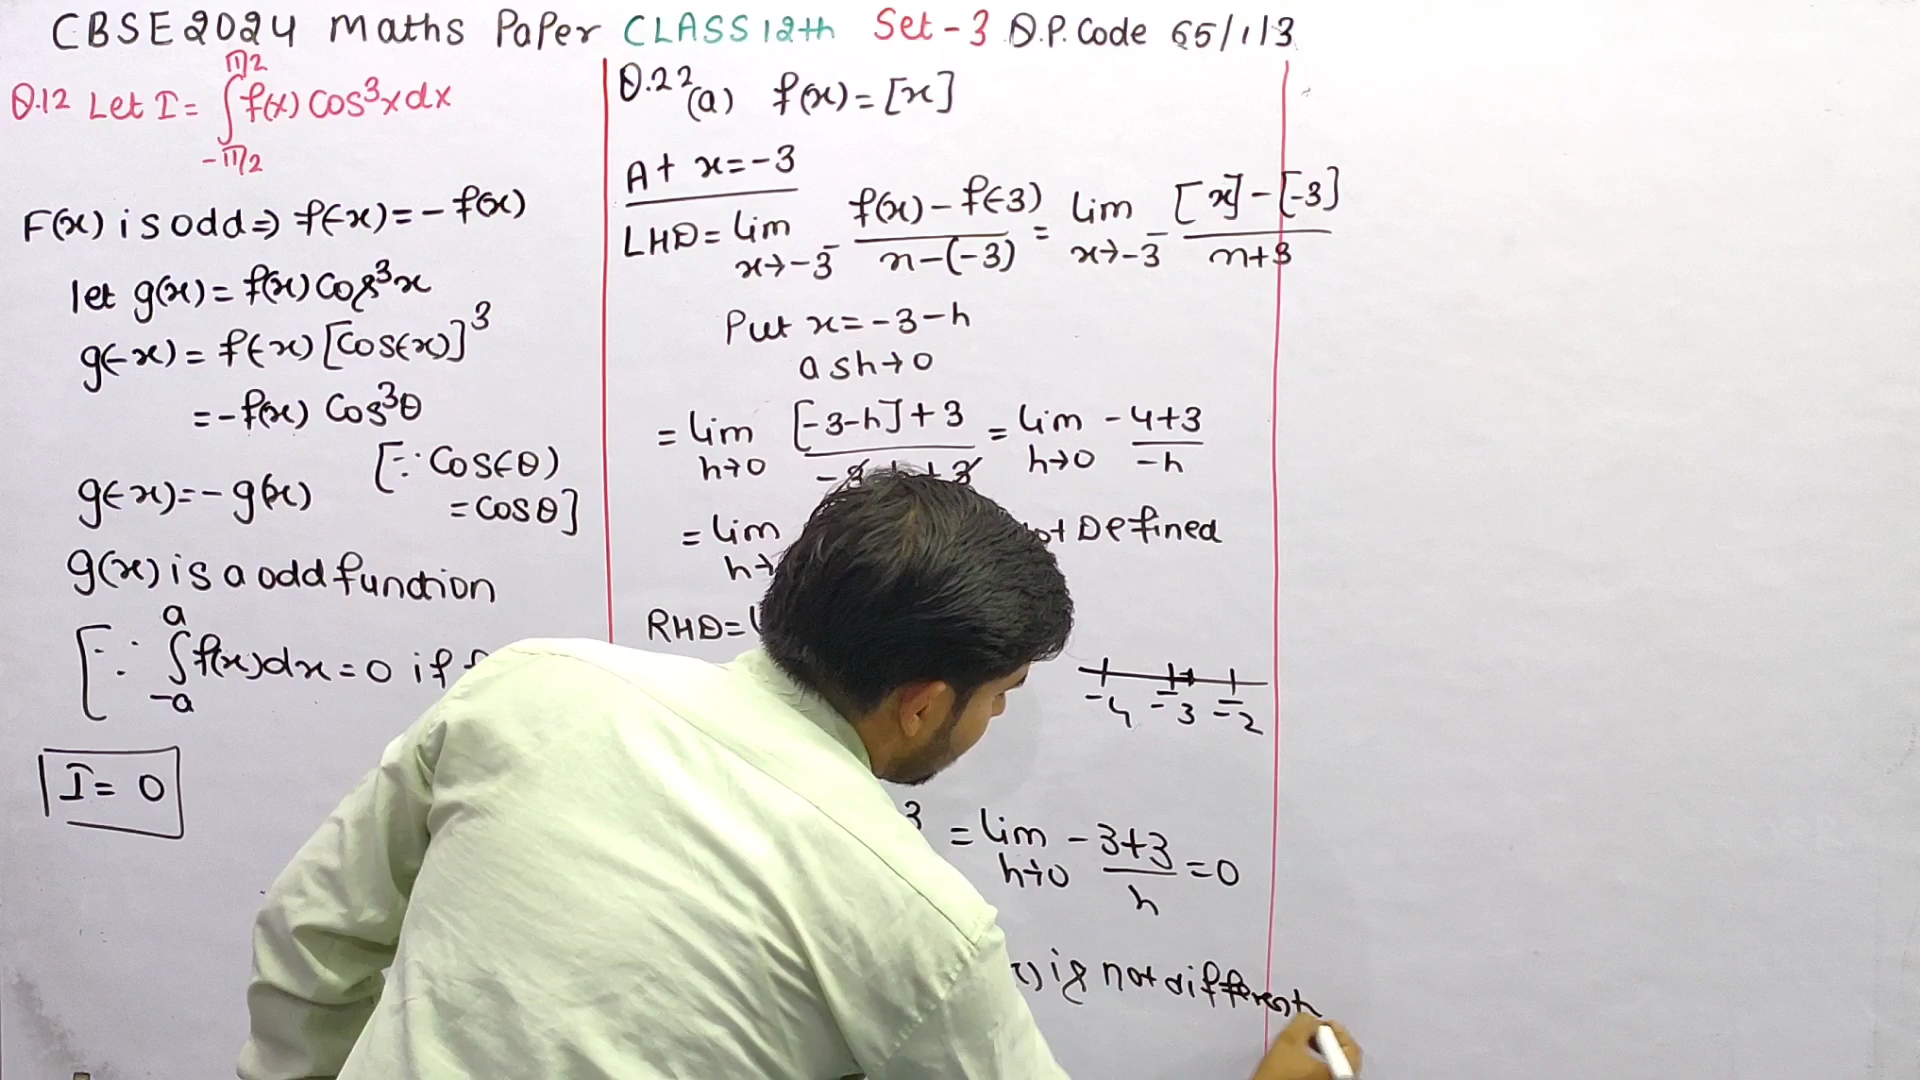 CBSE 2024 Maths Paper CLASS 12th Set-3 Q.P. Code 65/1/3
Q.12 Let I = ∫_{-π/2}^{π/2} f(x) Cos³x dx
F(x) is odd ⇒ f(-x) = -f(x)
let g(x) = f(x) Cos³x
g(-x) = f(-x) [Cos(-x)]³
= -f(x) Cos³θ
[∵ Cos(-θ)
g(-x) = -g(x)
= Cosθ]
g(x) is a odd function
[∵ ∫_{-a}^{a} f(x)dx = 0 if
I = 0
Q.22 (a) f(x) = [x]
At x = -3
LHD = lim_{x→-3⁻} (f(x) - f(-3))/(x-(-3)) = lim_{x→-3⁻} ([x] - [-3])/(x+3)
Put x = -3-h
as h→0
= lim_{h→0} ([-3-h]+3)/(-3-h+3) = lim_{h→0} (-4+3)/(-h)
= lim Defined
h→
RHD =
-4 -3 -2
3 = lim_{h→0} (-3+3)/h = 0
is not different